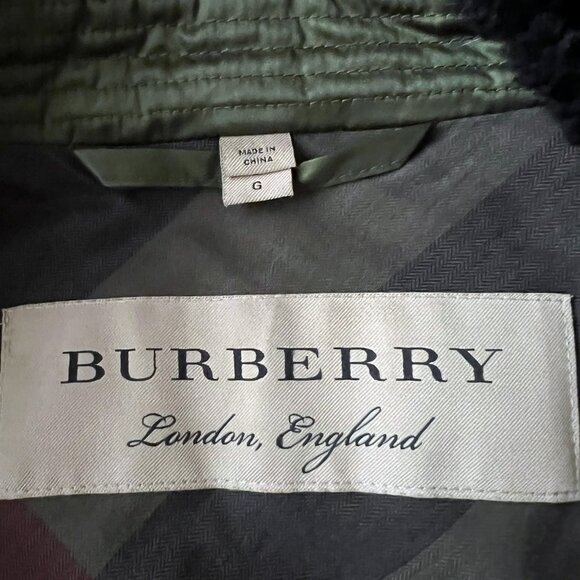 MADE IN
CHINA
G
BURBERRY
London, England